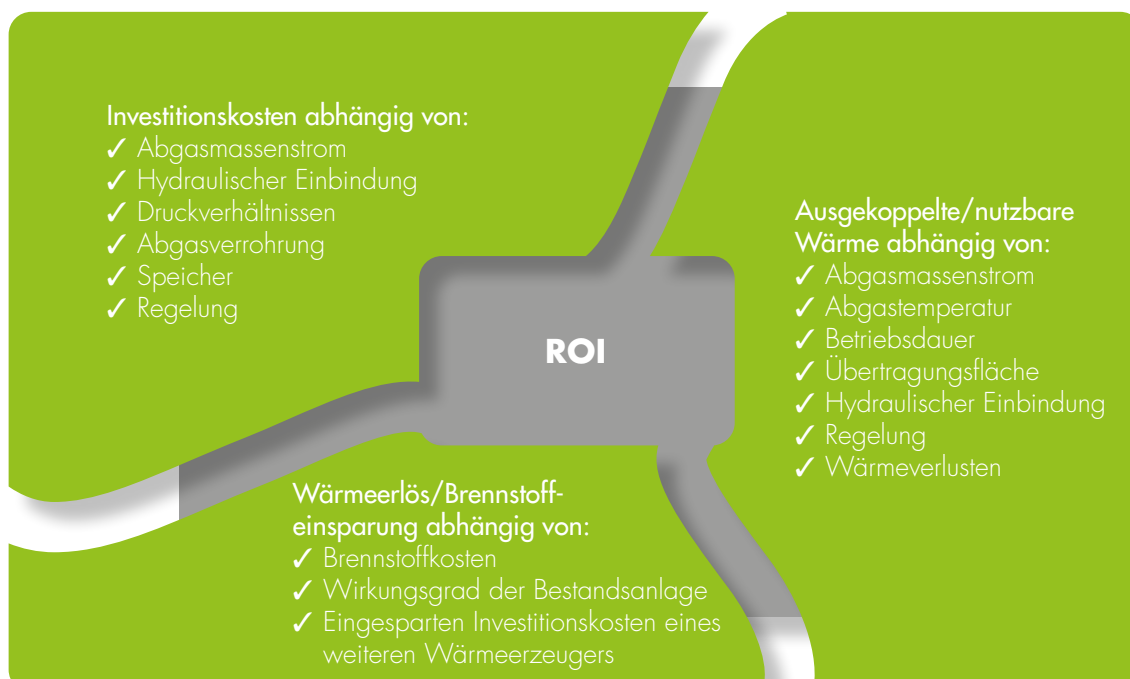 Investitionskosten abhängig von:
✓ Abgasmassenstrom
✓ Hydraulischer Einbindung
✓ Druckverhältnissen
✓ Abgasverrohrung
✓ Speicher
✓ Regelung
Ausgekoppelte/nutzbare
Wärme abhängig von:
✓ Abgasmassenstrom
✓ Abgastemperatur
✓ Betriebsdauer
✓ Übertragungsfläche
✓ Hydraulischer Einbindung
✓ Regelung
✓ Wärmeverlusten
ROI
Wärmeerlös/Brennstoff-
einsparung abhängig von:
✓ Brennstoffkosten
✓ Wirkungsgrad der Bestandsanlage
✓ Eingesparten Investitionskosten eines
weiteren Wärmeerzeugers